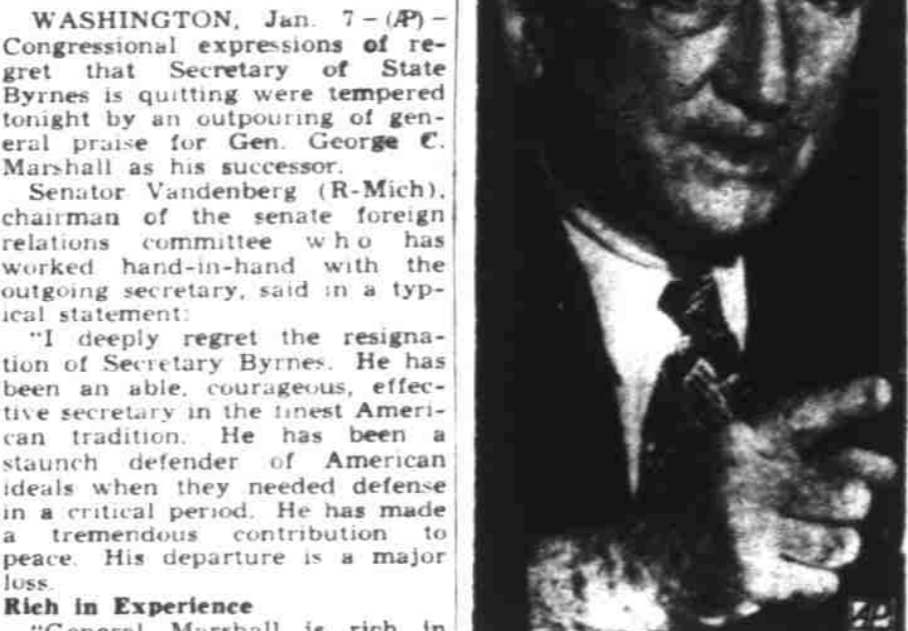 WASHINGTON, Jan. 7 – (AP) –
Congressional expressions of re-
gret that Secretary of State
Byrnes is quitting were tempered
tonight by an outpouring of gen-
eral praise for Gen. George C.
Marshall as his successor.
Senator Vandenberg (R-Mich),
chairman of the senate foreign
relations committee who has
worked hand-in-hand with the
outgoing secretary, said in a typ-
ical statement:
"I deeply regret the resigna-
tion of Secretary Byrnes. He has
been an able, courageous, effec-
tive secretary in the finest Ameri-
can tradition. He has been a
staunch defender of American
ideals when they needed defense
in a critical period. He has made
a tremendous contribution to
peace. His departure is a major
loss.
Rich in Experience
"General Marshall is rich in